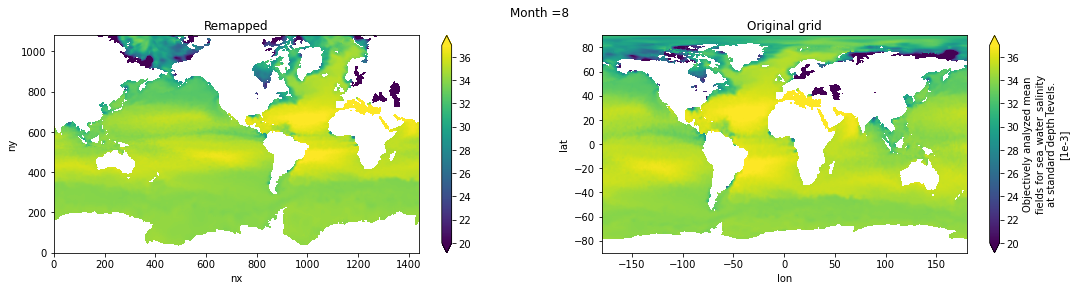 Month =8
Remapped
ny
1000
800
600
400
200
0
0 200 400 600 800 1000 1200 1400
nx
36
34
32
30
28
26
24
22
20
Original grid
lat
80
60
40
20
0
−20
−40
−60
−80
−150 −100 −50 0 50 100 150
lon
36
34
32
30
28
26
24
22
20
Objectively analyzed mean
fields for sea_water_salinity
at standard depth levels.
[1e-3]